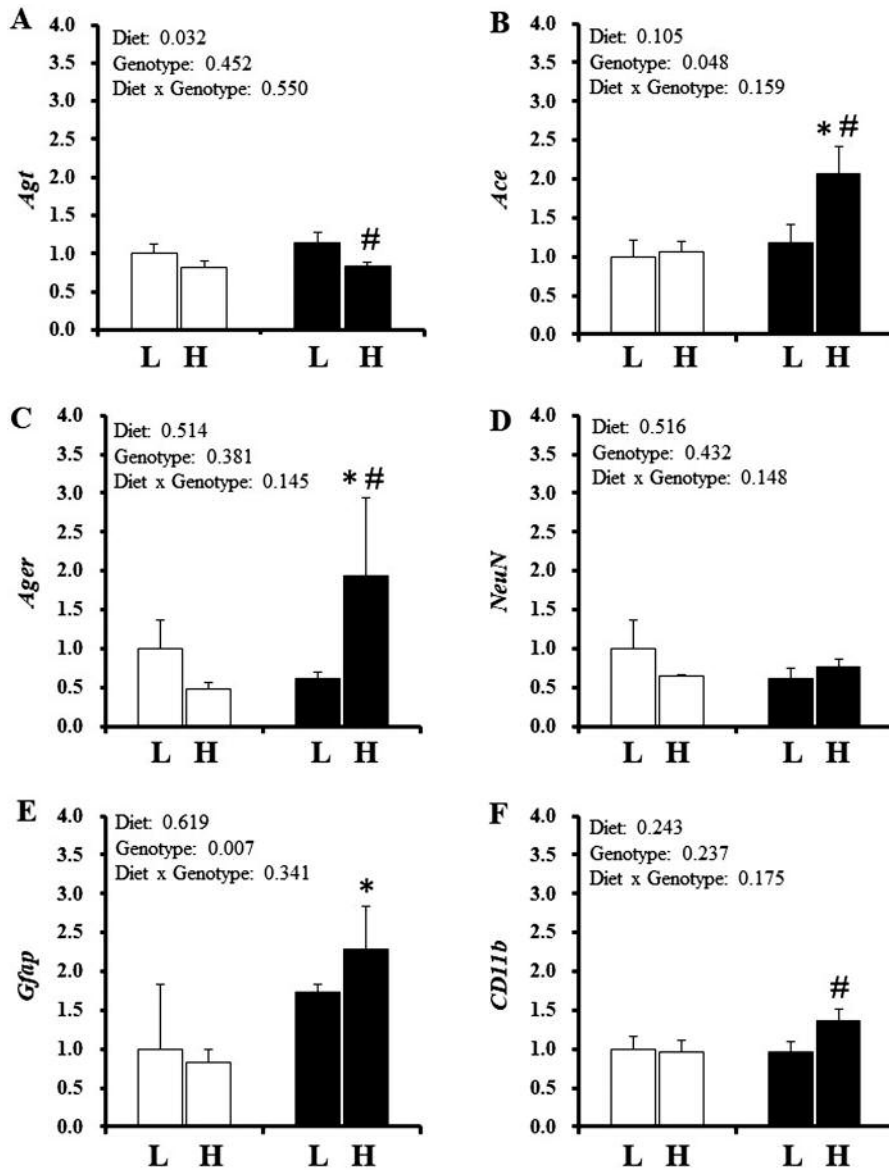 A
Diet: 0.032
Genotype: 0.452
Diet x Genotype: 0.550
4.0
3.5
3.0
2.5
2.0
1.5
1.0
0.5
0.0
Agt
#
L H L H
B
Diet: 0.105
Genotype: 0.048
Diet x Genotype: 0.159
4.0
3.5
3.0
2.5
2.0
1.5
1.0
0.5
0.0
Ace
* #
L H L H
C
Diet: 0.514
Genotype: 0.381
Diet x Genotype: 0.145
4.0
3.5
3.0
2.5
2.0
1.5
1.0
0.5
0.0
Ager
* #
L H L H
D
Diet: 0.516
Genotype: 0.432
Diet x Genotype: 0.148
4.0
3.5
3.0
2.5
2.0
1.5
1.0
0.5
0.0
NeuN
L H L H
E
Diet: 0.619
Genotype: 0.007
Diet x Genotype: 0.341
4.0
3.5
3.0
2.5
2.0
1.5
1.0
0.5
0.0
Gfap
*
L H L H
F
Diet: 0.243
Genotype: 0.237
Diet x Genotype: 0.175
4.0
3.5
3.0
2.5
2.0
1.5
1.0
0.5
0.0
CD11b
#
L H L H